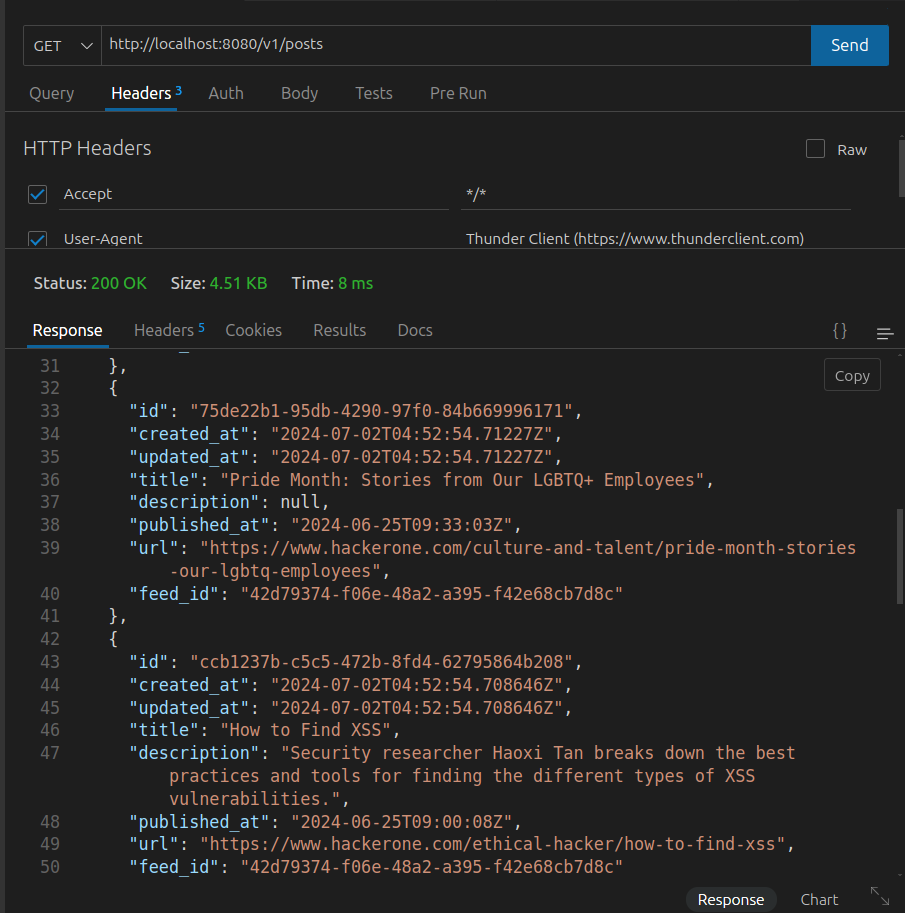 GET http://localhost:8080/v1/posts Send
Query Headers 3 Auth Body Tests Pre Run
HTTP Headers Raw
Accept */*
User-Agent Thunder Client (https://www.thunderclient.com)
Status: 200 OK Size: 4.51 KB Time: 8 ms
Response Headers 5 Cookies Results Docs {}
Copy
31 },
32 {
33 "id": "75de22b1-95db-4290-97f0-84b669996171",
34 "created_at": "2024-07-02T04:52:54.71227Z",
35 "updated_at": "2024-07-02T04:52:54.71227Z",
36 "title": "Pride Month: Stories from Our LGBTQ+ Employees",
37 "description": null,
38 "published_at": "2024-06-25T09:33:03Z",
39 "url": "https://www.hackerone.com/culture-and-talent/pride-month-stories
-our-lgbtq-employees",
40 "feed_id": "42d79374-f06e-48a2-a395-f42e68cb7d8c"
41 },
42 {
43 "id": "ccb1237b-c5c5-472b-8fd4-62795864b208",
44 "created_at": "2024-07-02T04:52:54.708646Z",
45 "updated_at": "2024-07-02T04:52:54.708646Z",
46 "title": "How to Find XSS",
47 "description": "Security researcher Haoxi Tan breaks down the best
practices and tools for finding the different types of XSS
vulnerabilities.",
48 "published_at": "2024-06-25T09:00:08Z",
49 "url": "https://www.hackerone.com/ethical-hacker/how-to-find-xss",
50 "feed_id": "42d79374-f06e-48a2-a395-f42e68cb7d8c"
Response Chart